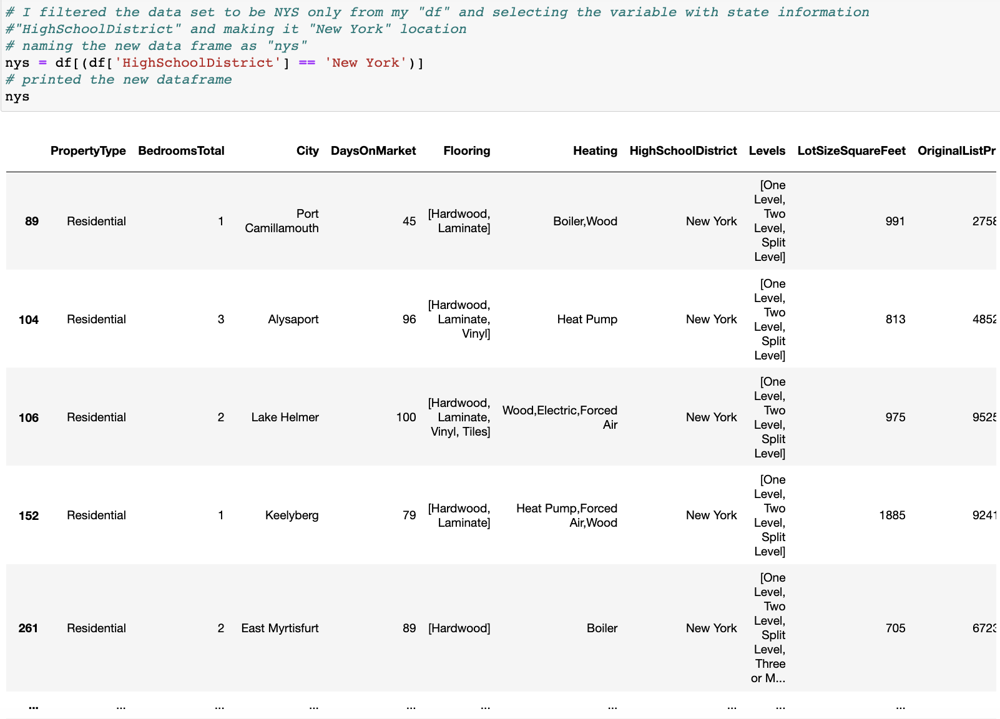 # I filtered the data set to be NYS only from my "df" and selecting the variable with state information
#"HighSchoolDistrict" and making it "New York" location
# naming the new data frame as "nys"
nys = df[(df['HighSchoolDistrict'] == 'New York')]
# printed the new dataframe
nys
PropertyType BedroomsTotal City DaysOnMarket Flooring Heating HighSchoolDistrict Levels LotSizeSquareFeet OriginalListPr
89 Residential 1 Port Camillamouth 45 [Hardwood, Laminate] Boiler,Wood New York [One Level, Two Level, Split Level] 991 2758
104 Residential 3 Alysaport 96 [Hardwood, Laminate, Vinyl] Heat Pump New York [One Level, Two Level, Split Level] 813 4852
106 Residential 2 Lake Helmer 100 [Hardwood, Laminate, Vinyl, Tiles] Wood,Electric,Forced Air New York [One Level, Two Level, Split Level] 975 9525
152 Residential 1 Keelyberg 79 [Hardwood, Laminate] Heat Pump,Forced Air,Wood New York [One Level, Two Level, Split Level] 1885 9241
261 Residential 2 East Myrtisfurt 89 [Hardwood] Boiler New York [One Level, Two Level, Split Level, Three or M... 705 6723
... ... ... ... ... ... ... ... ... ...